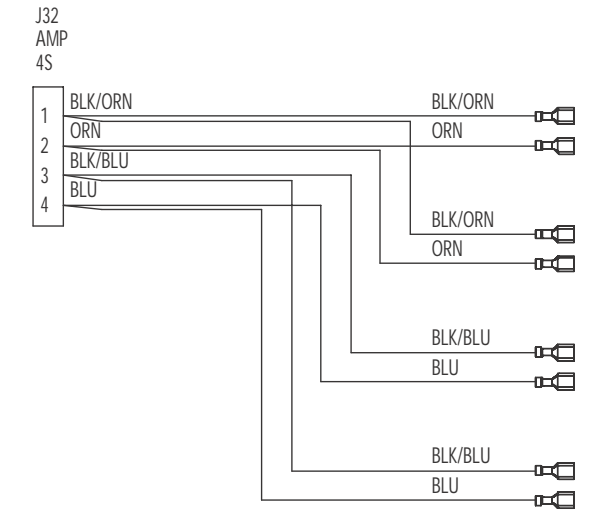 J32
AMP
4S
1 BLK/ORN BLK/ORN
2 ORN ORN
3 BLK/BLU
4 BLU
BLK/ORN
ORN
BLK/BLU
BLU
BLK/BLU
BLU